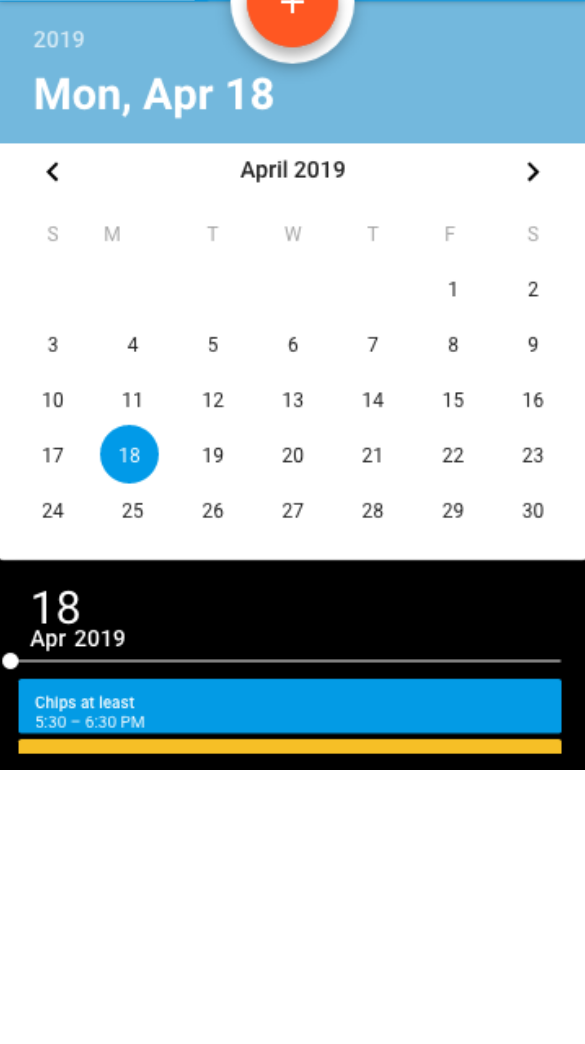 +
2019
Mon, Apr 18
April 2019
S M T W T F S
1 2
3 4 5 6 7 8 9
10 11 12 13 14 15 16
17 18 19 20 21 22 23
24 25 26 27 28 29 30
18
Apr 2019
Chips at least
5:30 – 6:30 PM